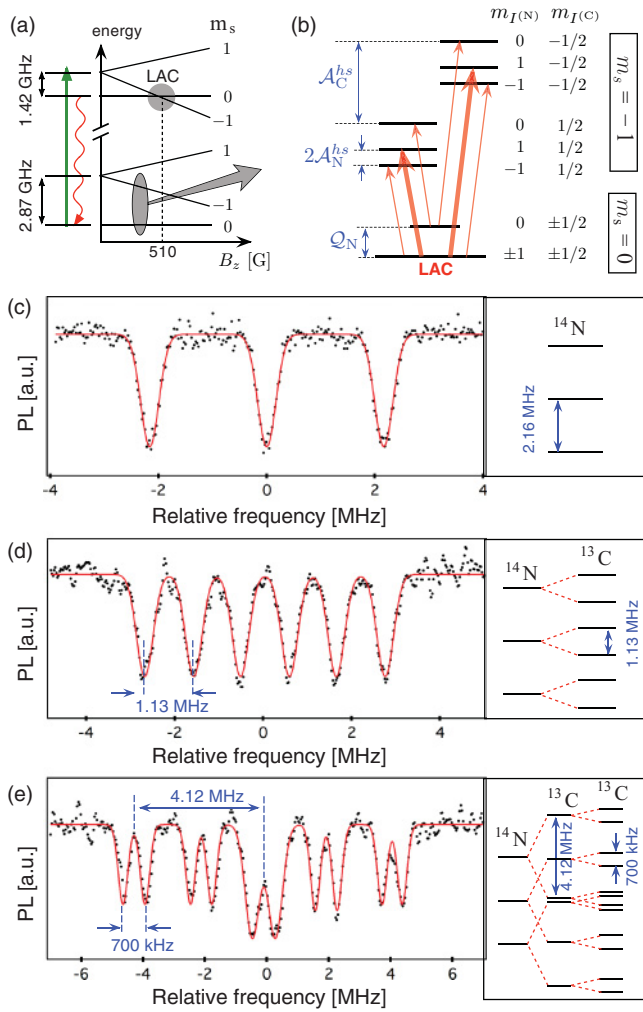 (a)
energy
m_s
1
LAC
0
−1
1.42 GHz
1
−1
0
2.87 GHz
510
B_z [G]
(b)
m_{I(N)} m_{I(C)}
0 −1/2
1 −1/2
−1 −1/2
𝒜_C^{hs}
0 1/2
1 1/2
−1 1/2
2𝒜_N^{hs}
0 ±1/2
±1 ±1/2
𝒬_N
LAC
m_s = −1
m_s = 0
(c)
PL [a.u.]
−4 −2 0 2 4
Relative frequency [MHz]
¹⁴N
2.16 MHz
(d)
PL [a.u.]
1.13 MHz
-4 -2 0 2 4
Relative frequency [MHz]
¹⁴N
¹³C
1.13 MHz
(e)
PL [a.u.]
4.12 MHz
700 kHz
-6 -4 -2 0 2 4 6
Relative frequency [MHz]
¹⁴N
¹³C
¹³C
4.12 MHz
700 kHz